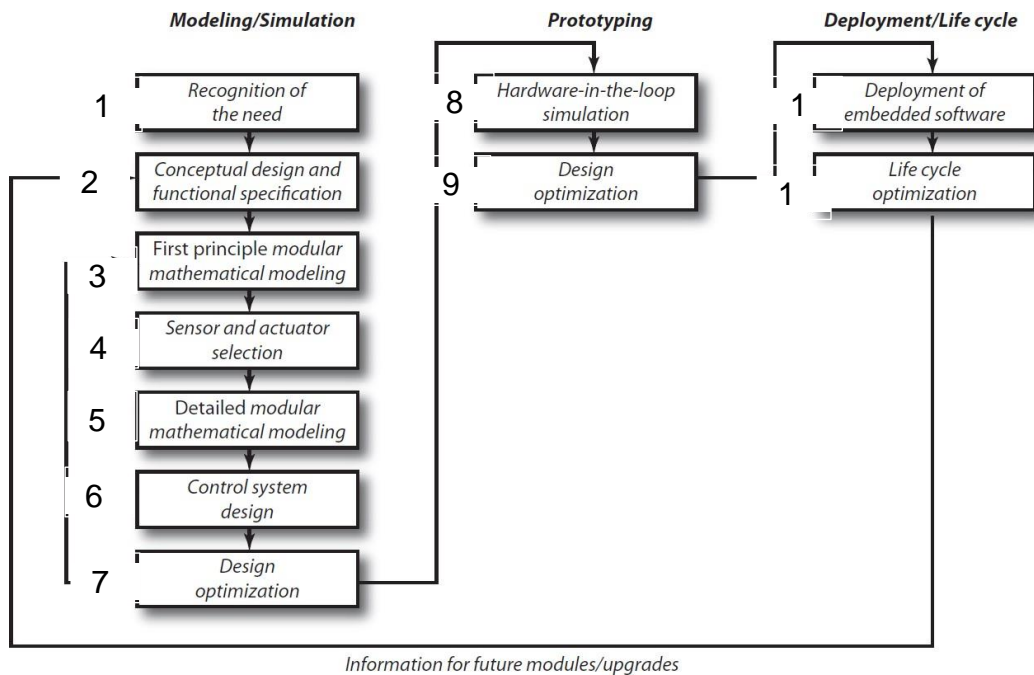 Modeling/Simulation
Prototyping
Deployment/Life cycle
1
Recognition of
the need
2
Conceptual design and
functional specification
3
First principle modular
mathematical modeling
4
Sensor and actuator
selection
5
Detailed modular
mathematical modeling
6
Control system
design
7
Design
optimization
8
Hardware-in-the-loop
simulation
9
Design
optimization
1
Deployment of
embedded software
1
Life cycle
optimization
Information for future modules/upgrades